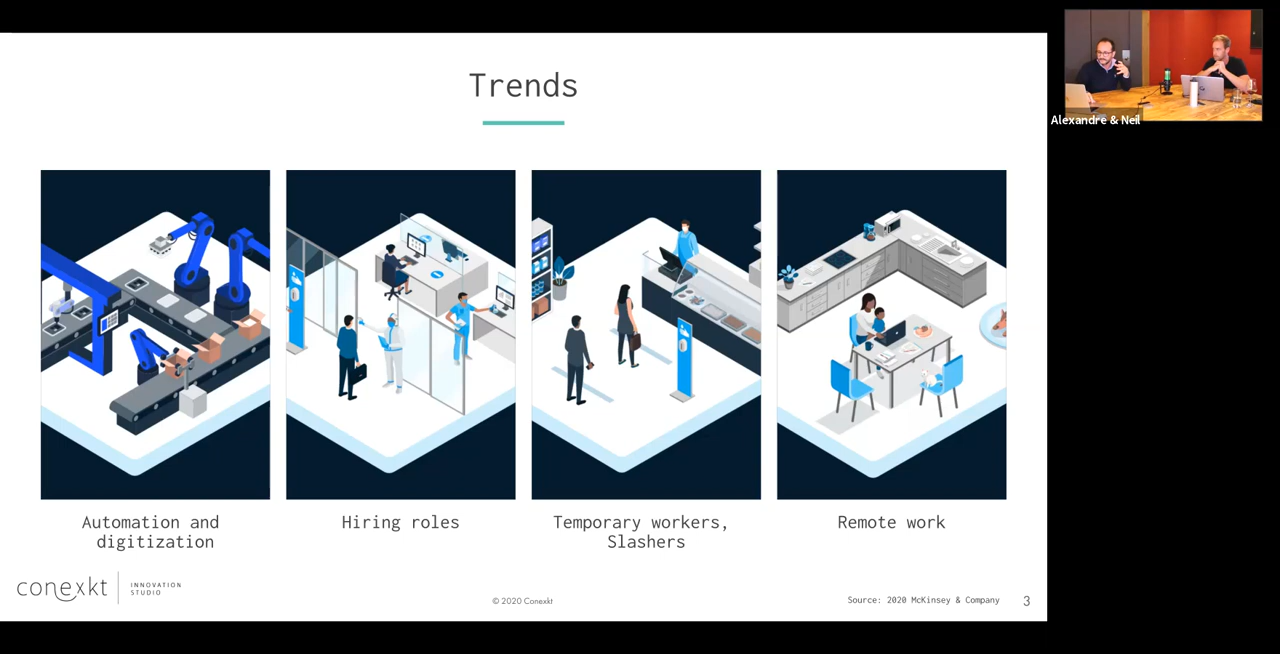 Trends
Alexandre & Neil
Automation and
digitization
Hiring roles
Temporary workers,
Slashers
Remote work
conexkt
INNOVATION
STUDIO
© 2020 Conexkt
Source: 2020 McKinsey & Company
3